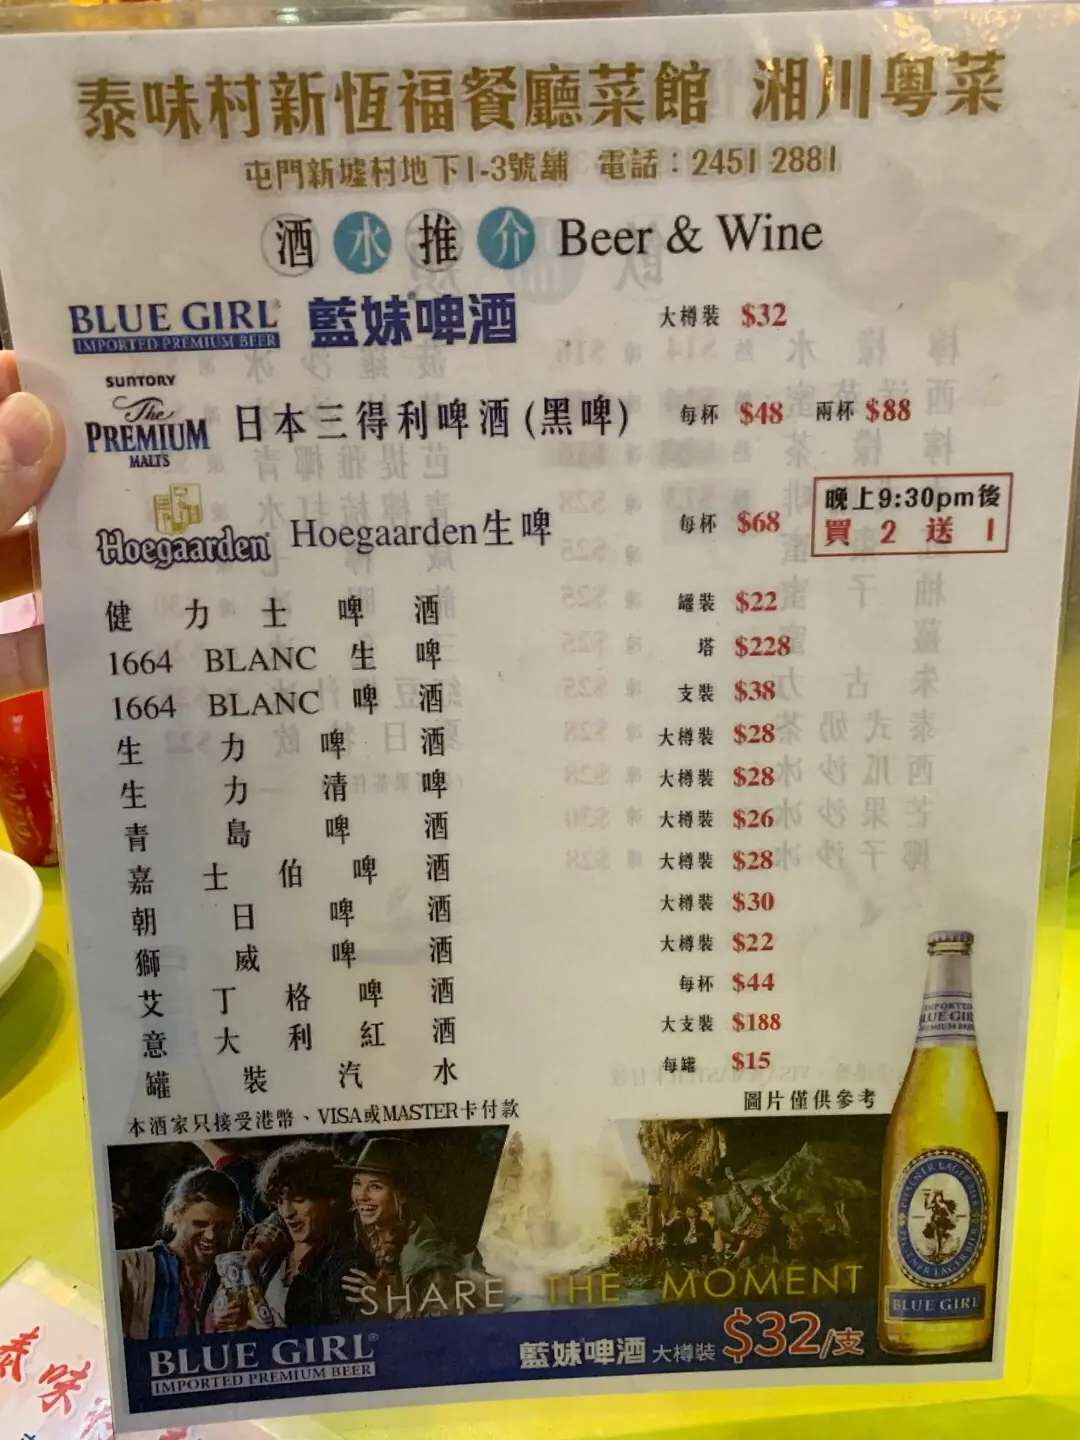 泰味村新恆福餐廳菜館 湘川粵菜
屯門新墟村地下1-3號舖 電話：2451 2881
酒水推介 Beer & Wine
BLUE GIRL® 藍妹啤酒 大樽裝 $32
IMPORTED PREMIUM BEER
SUNTORY
The
PREMIUM
MALT'S
日本三得利啤酒(黑啤) 每杯 $48 兩杯 $88
Hoegaarden® Hoegaarden生啤 每杯 $68
晚上9:30pm後
買2送1
健力士啤酒 罐裝 $22
1664 BLANC 生啤 塔 $228
1664 BLANC 啤酒 支裝 $38
生力啤酒 大樽裝 $28
生力清啤 大樽裝 $28
青島啤酒 大樽裝 $26
嘉士伯啤酒 大樽裝 $28
朝日啤酒 大樽裝 $30
獅威啤酒 大樽裝 $22
艾丁格啤酒 每杯 $44
意大利紅酒 大支裝 $188
罐裝汽水 每罐 $15
本酒家只接受港幣、VISA或MASTER卡付款
圖片僅供參考
SHARE THE MOMENT
BLUE GIRL®
IMPORTED PREMIUM BEER
藍妹啤酒 大樽裝 $32/支
IMPORTED
BLUE GIRL
PREMIUM BEER
BLUE GIRL
泰味